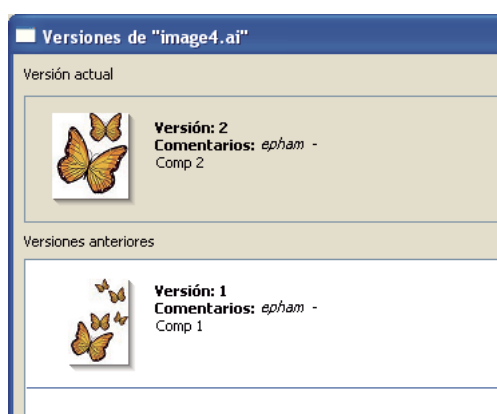 Versiones de "image4.ai"
Versión actual
Versión: 2
Comentarios: epham -
Comp 2
Versiones anteriores
Versión: 1
Comentarios: epham -
Comp 1